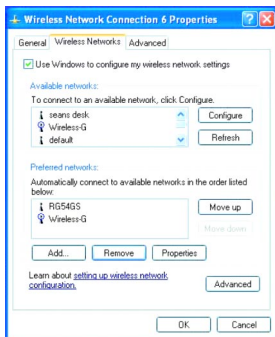 Wireless Network Connection 6 Properties
General Wireless Networks Advanced
Use Windows to configure my wireless network settings
Available networks:
To connect to an available network, click Configure.
seans desk
Wireless-G
default
Configure
Refresh
Preferred networks:
Automatically connect to available networks in the order listed
below:
RG54GS
Wireless-G
Move up
Move down
Add... Remove Properties
Learn about setting up wireless network
configuration.
Advanced
OK Cancel